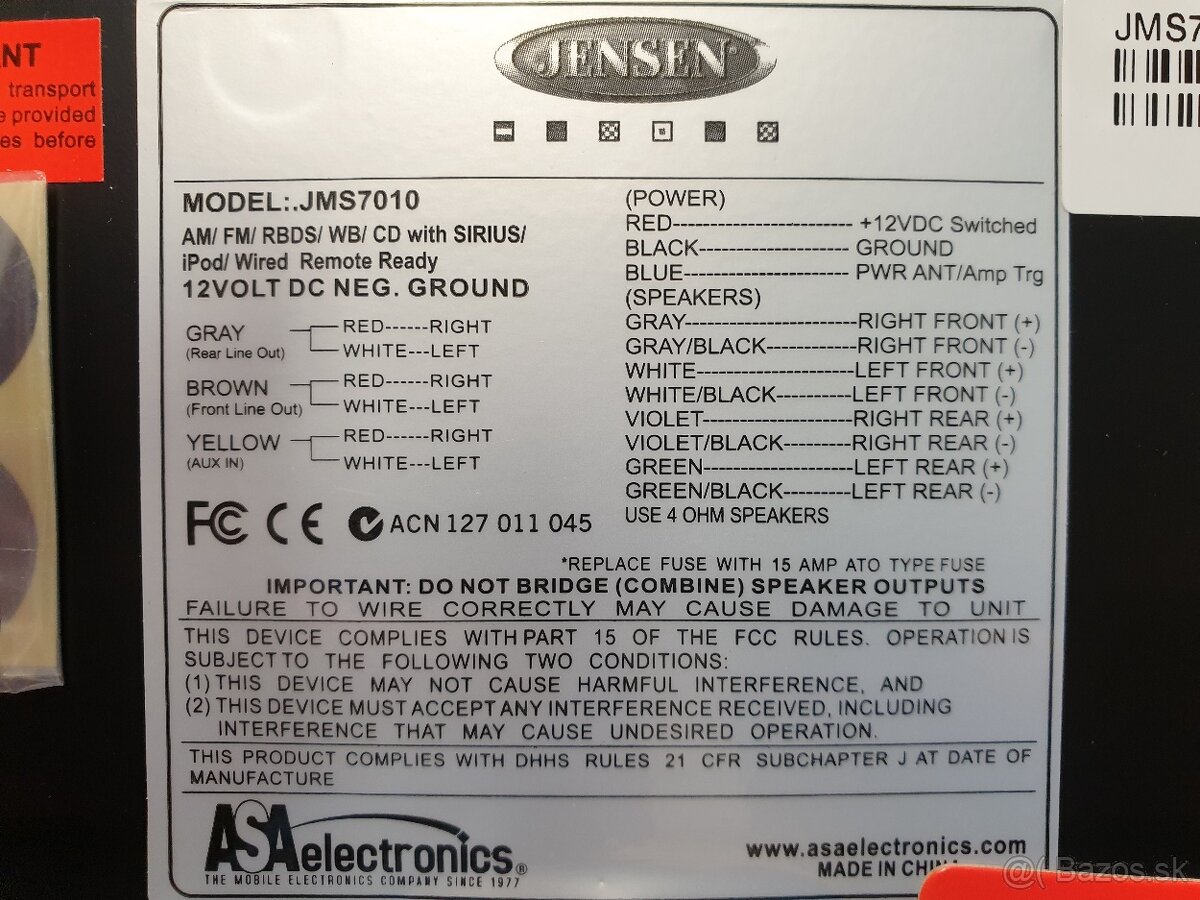 NT
transport
provided
es before
JMS7
JENSEN
MODEL:.JMS7010
AM/ FM/ RBDS/ WB/ CD with SIRIUS/
iPod/ Wired Remote Ready
12VOLT DC NEG. GROUND
GRAY
(Rear Line Out)
RED------RIGHT
WHITE---LEFT
BROWN
(Front Line Out)
RED------RIGHT
WHITE---LEFT
YELLOW
(AUX IN)
RED------RIGHT
WHITE---LEFT
FC CE ACN 127 011 045
(POWER)
RED----------------------- +12VDC Switched
BLACK------------------- GROUND
BLUE--------------------- PWR ANT/Amp Trg
(SPEAKERS)
GRAY----------------------RIGHT FRONT (+)
GRAY/BLACK------------RIGHT FRONT (-)
WHITE--------------------LEFT FRONT (+)
WHITE/BLACK----------LEFT FRONT (-)
VIOLET-------------------RIGHT REAR (+)
VIOLET/BLACK---------RIGHT REAR (-)
GREEN-------------------LEFT REAR (+)
GREEN/BLACK---------LEFT REAR (-)
USE 4 OHM SPEAKERS
*REPLACE FUSE WITH 15 AMP ATO TYPE FUSE
IMPORTANT: DO NOT BRIDGE (COMBINE) SPEAKER OUTPUTS
FAILURE TO WIRE CORRECTLY MAY CAUSE DAMAGE TO UNIT
THIS DEVICE COMPLIES WITH PART 15 OF THE FCC RULES. OPERATION IS
SUBJECT TO THE FOLLOWING TWO CONDITIONS:
(1) THIS DEVICE MAY NOT CAUSE HARMFUL INTERFERENCE, AND
(2) THIS DEVICE MUST ACCEPT ANY INTERFERENCE RECEIVED, INCLUDING
INTERFERENCE THAT MAY CAUSE UNDESIRED OPERATION.
THIS PRODUCT COMPLIES WITH DHHS RULES 21 CFR SUBCHAPTER J AT DATE OF
MANUFACTURE
ASAelectronics®
THE MOBILE ELECTRONICS COMPANY SINCE 1977
www.asaelectronics.com
MADE IN CHIN
Bazos.sk